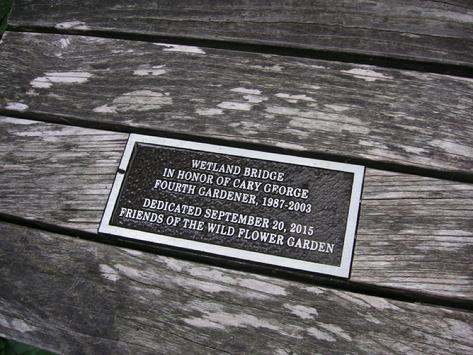 WETLAND BRIDGE
IN HONOR OF CARY GEORGE
FOURTH GARDENER, 1987-2003
DEDICATED SEPTEMBER 20, 2015
FRIENDS OF THE WILD FLOWER GARDEN